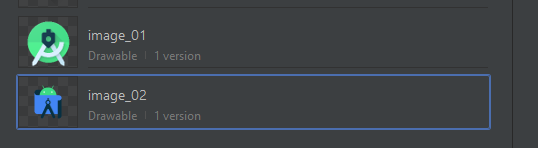 image_01
Drawable | 1 version
image_02
Drawable | 1 version